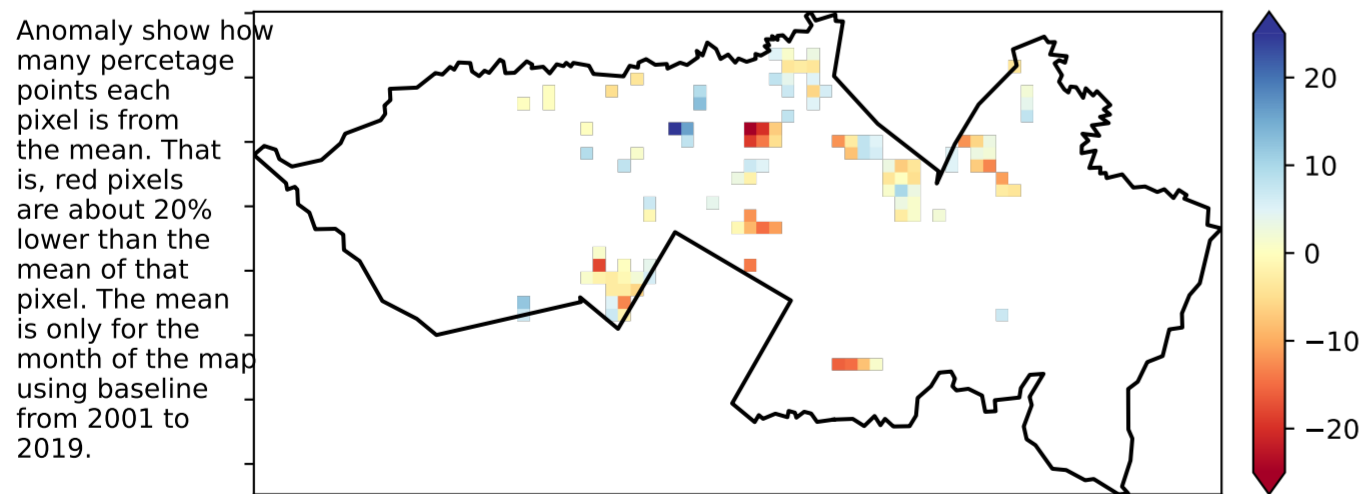 Anomaly show how
many percetage
points each
pixel is from
the mean. That
is, red pixels
are about 20%
lower than the
mean of that
pixel. The mean
is only for the
month of the map
using baseline
from 2001 to
2019.
20
10
0
−10
−20